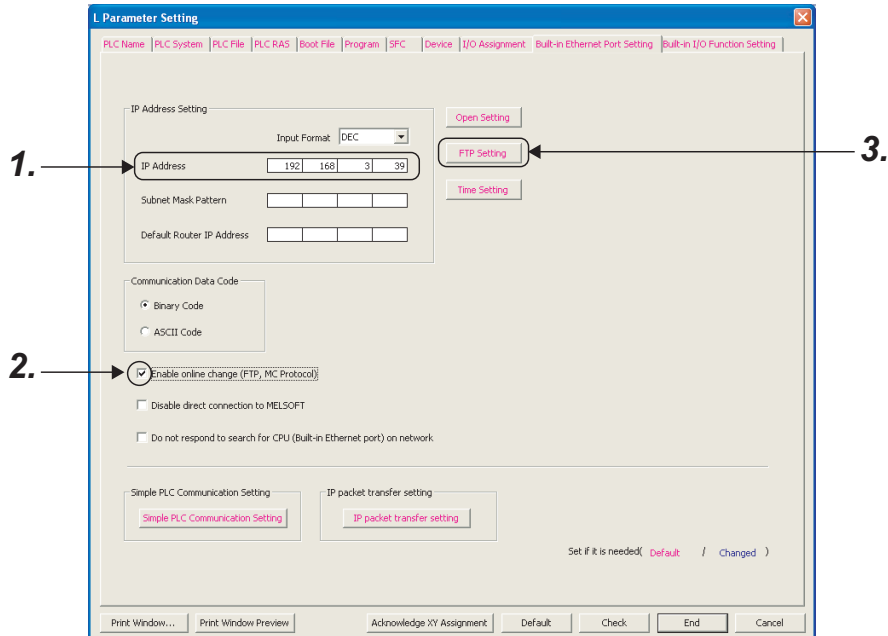 L Parameter Setting
PLC Name PLC System PLC File PLC RAS Boot File Program SFC Device I/O Assignment Built-in Ethernet Port Setting Built-in I/O Function Setting
IP Address Setting
Open Setting
Input Format DEC
FTP Setting
3.
1.
IP Address 192 168 3 39
Time Setting
Subnet Mask Pattern
Default Router IP Address
Communication Data Code
Binary Code
ASCII Code
2.
Enable online change (FTP, MC Protocol)
Disable direct connection to MELSOFT
Do not respond to search for CPU (Built-in Ethernet port) on network
Simple PLC Communication Setting IP packet transfer setting
Simple PLC Communication Setting IP packet transfer setting
Set if it is needed( Default / Changed )
Print Window... Print Window Preview Acknowledge XY Assignment Default Check End Cancel